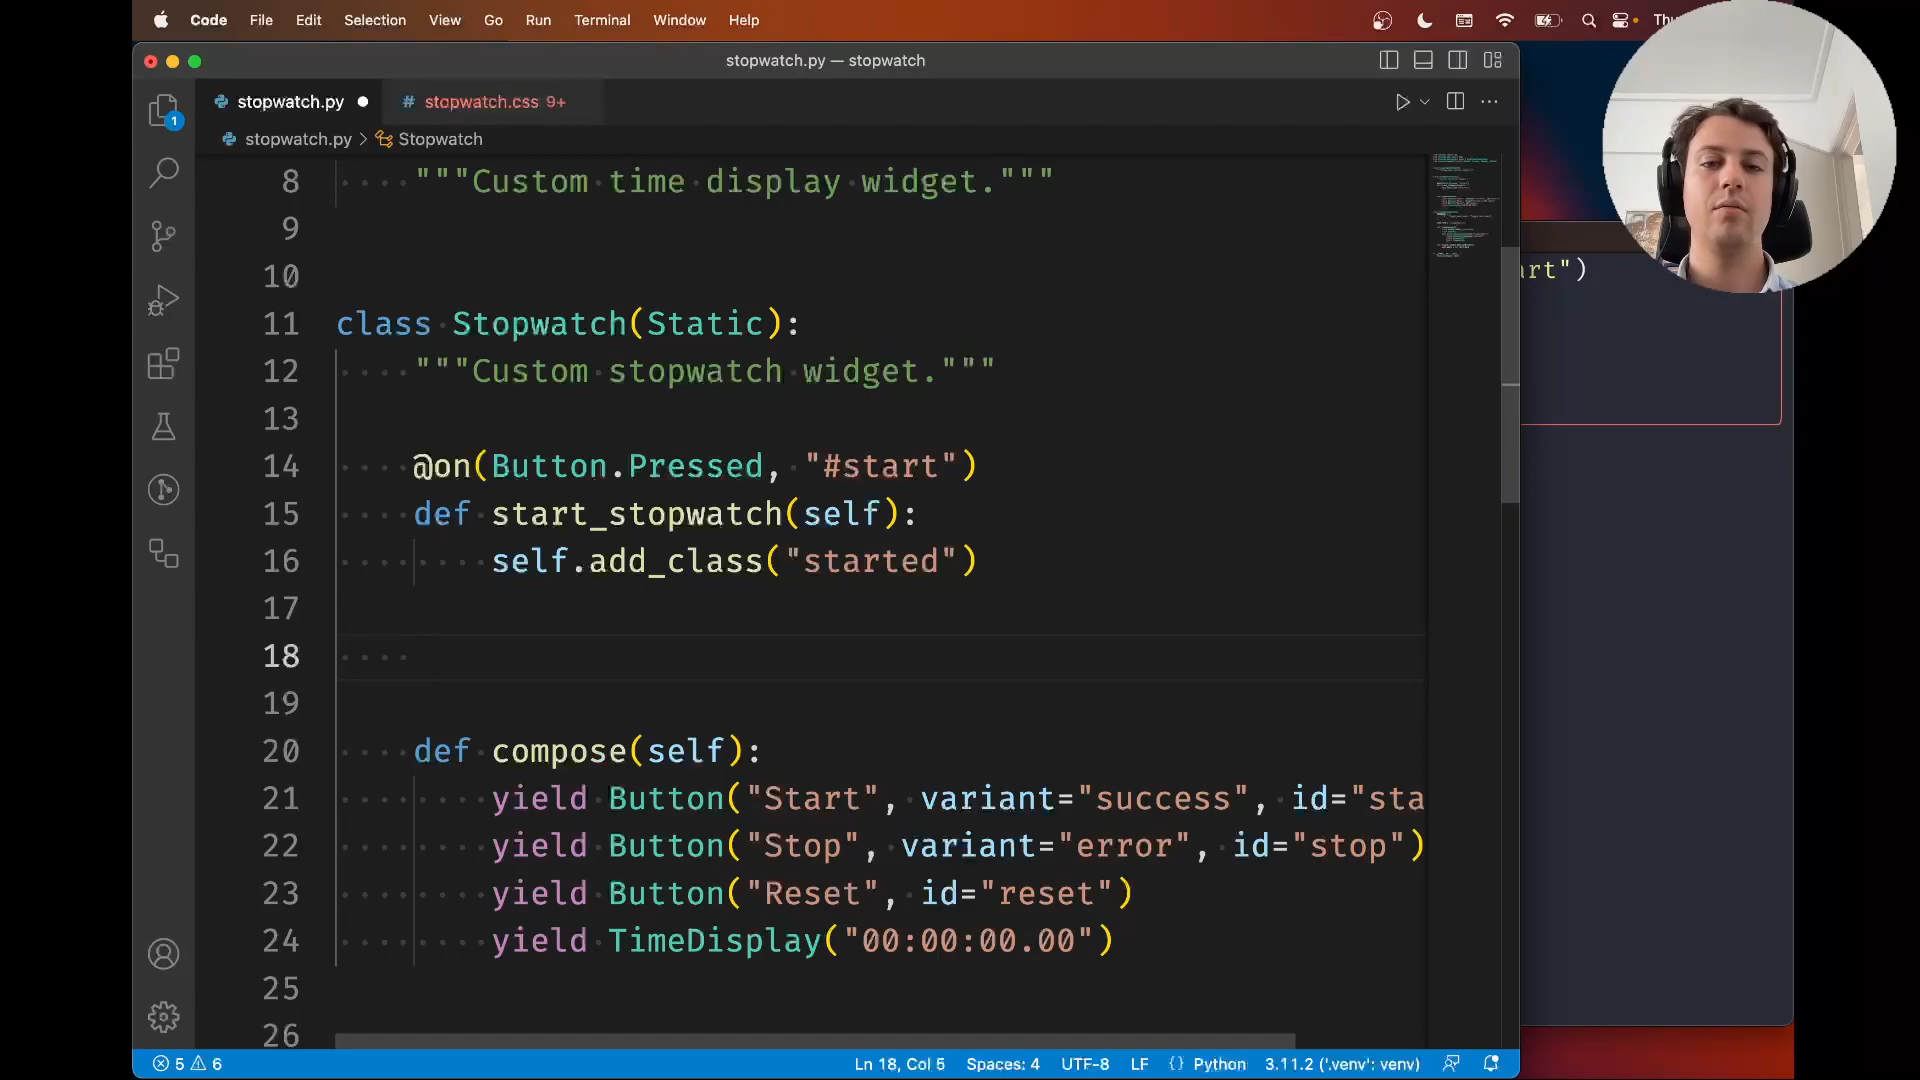 Code File Edit Selection View Go Run Terminal Window Help
stopwatch.py — stopwatch
stopwatch.py stopwatch.css 9+
stopwatch.py > Stopwatch
1
8 """Custom time display widget."""
9
10
11 class Stopwatch(Static):
12 """Custom stopwatch widget."""
13
14 @on(Button.Pressed, "#start")
15 def start_stopwatch(self):
16 self.add_class("started")
17
18
19
20 def compose(self):
21 yield Button("Start", variant="success", id="sta
22 yield Button("Stop", variant="error", id="stop")
23 yield Button("Reset", id="reset")
24 yield TimeDisplay("00:00:00.00")
25
26
art")
5 6 Ln 18, Col 5 Spaces: 4 UTF-8 LF {} Python 3.11.2 ('.venv': venv)